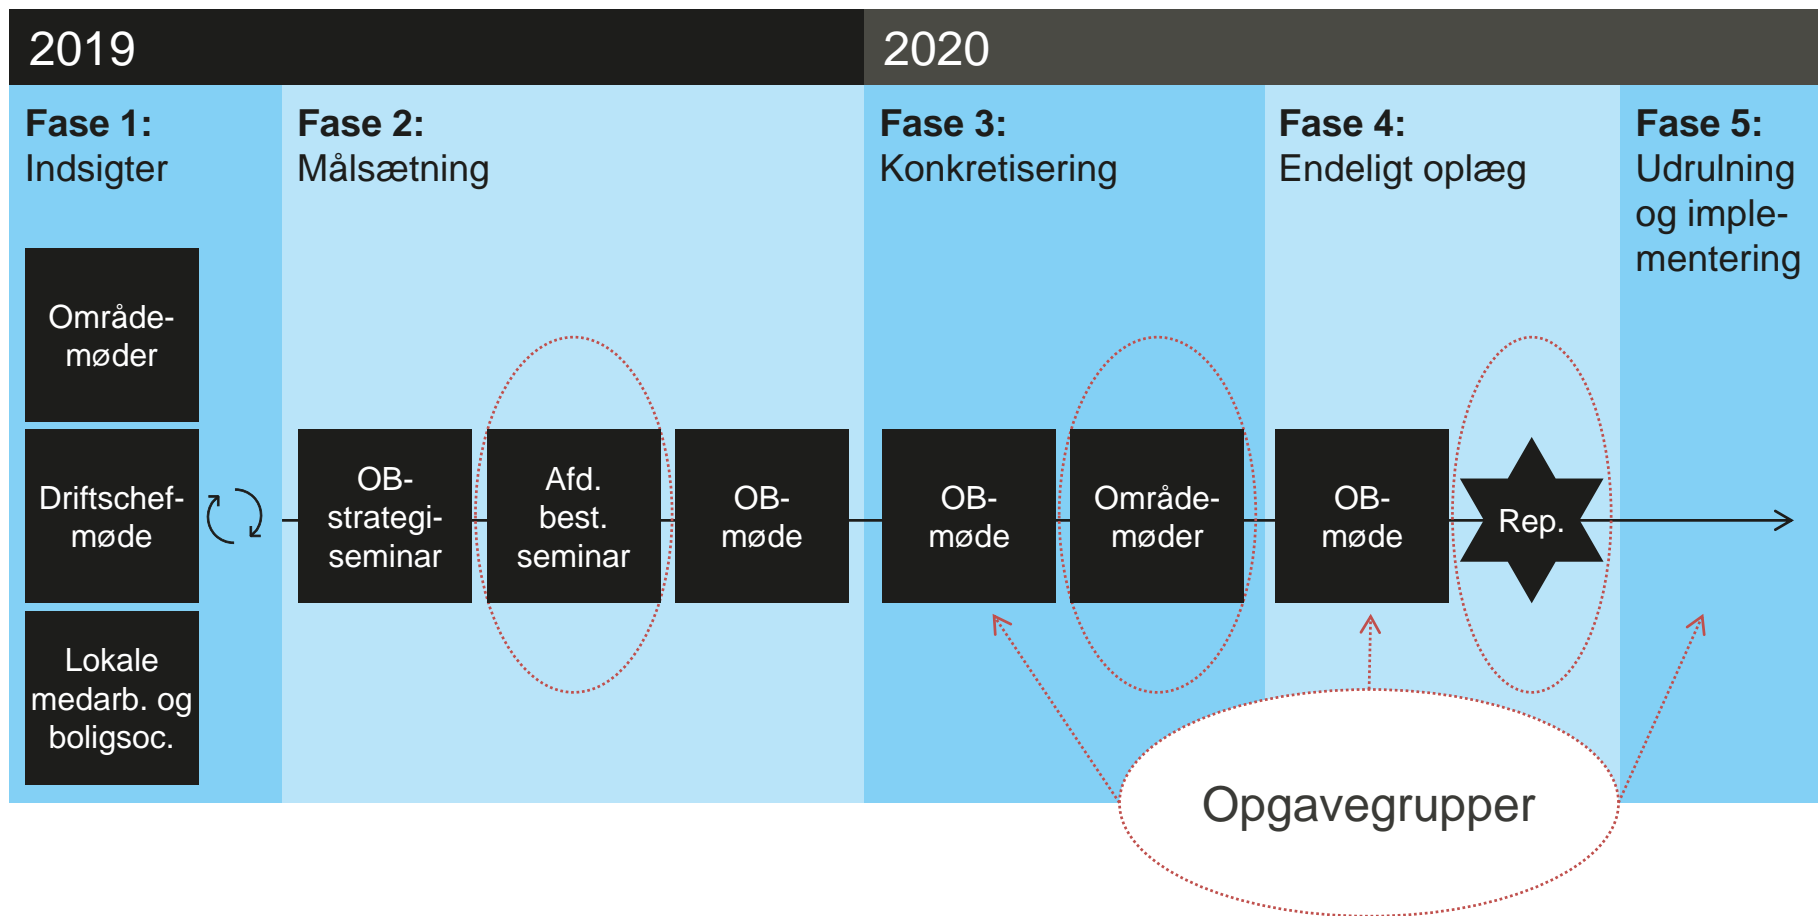 2019
2020
Fase 1:
Indsigter
Fase 2:
Målsætning
Fase 3:
Konkretisering
Fase 4:
Endeligt oplæg
Fase 5:
Udrulning
og imple-
mentering
Område-
møder
Driftschef-
møde
Lokale
medarb. og
boligsoc.
OB-
strategi-
seminar
Afd.
best.
seminar
OB-
møde
OB-
møde
Område-
møder
OB-
møde
Rep.
Opgavegrupper